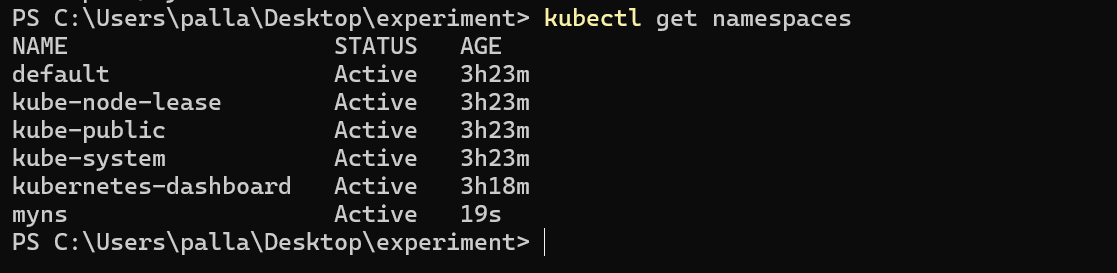 PS C:\Users\palla\Desktop\experiment> kubectl get namespaces
NAME                   STATUS   AGE
default                Active   3h23m
kube-node-lease        Active   3h23m
kube-public            Active   3h23m
kube-system            Active   3h23m
kubernetes-dashboard   Active   3h18m
myns                   Active   19s
PS C:\Users\palla\Desktop\experiment>